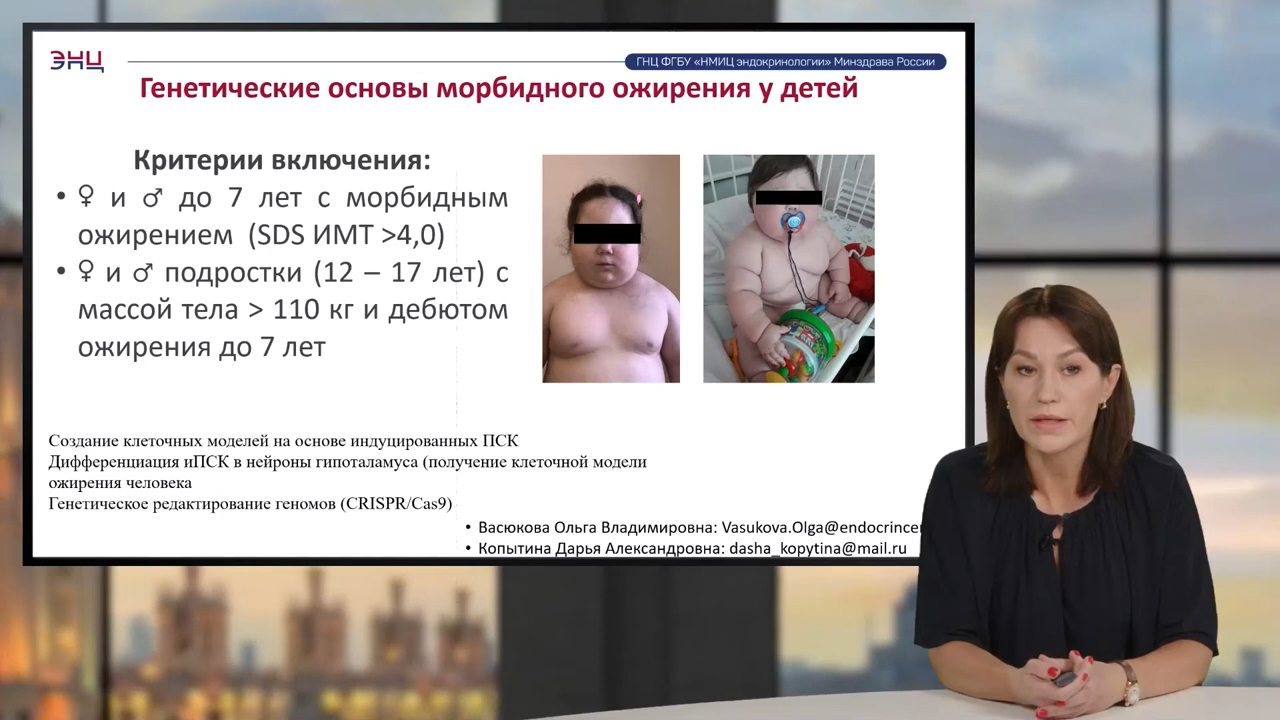 ЭНЦ
ГНЦ ФГБУ «НМИЦ эндокринологии» Минздрава России
Генетические основы морбидного ожирения у детей
Критерии включения:
• ♀ и ♂ до 7 лет с морбидным
ожирением (SDS ИМТ >4,0)
• ♀ и ♂ подростки (12 – 17 лет) с
массой тела > 110 кг и дебютом
ожирения до 7 лет
Создание клеточных моделей на основе индуцированных ПСК
Дифференциация иПСК в нейроны гипоталамуса (получение клеточной модели
ожирения человека
Генетическое редактирование геномов (CRISPR/Cas9)
• Васюкова Ольга Владимировна:
• Копытина Дарья Александровна: dasha_kopytina@mail.ru